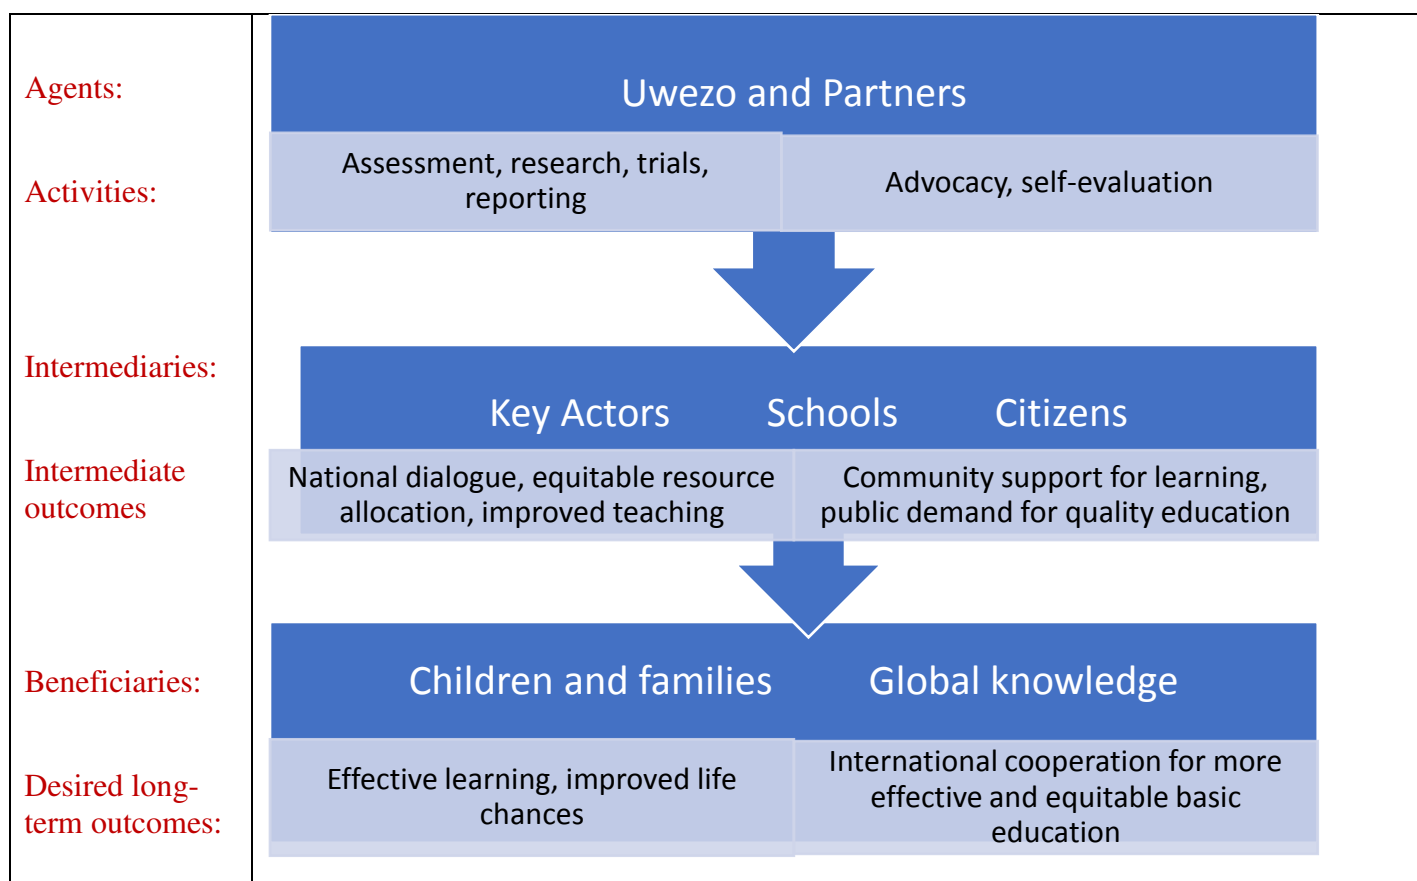 Agents:
Uwezo and Partners
Activities:
Assessment, research, trials,
reporting
Advocacy, self-evaluation
Intermediaries:
Key Actors Schools Citizens
Intermediate
outcomes
National dialogue, equitable resource
allocation, improved teaching
Community support for learning,
public demand for quality education
Beneficiaries:
Children and families Global knowledge
Desired long-
term outcomes:
Effective learning, improved life
chances
International cooperation for more
effective and equitable basic
education